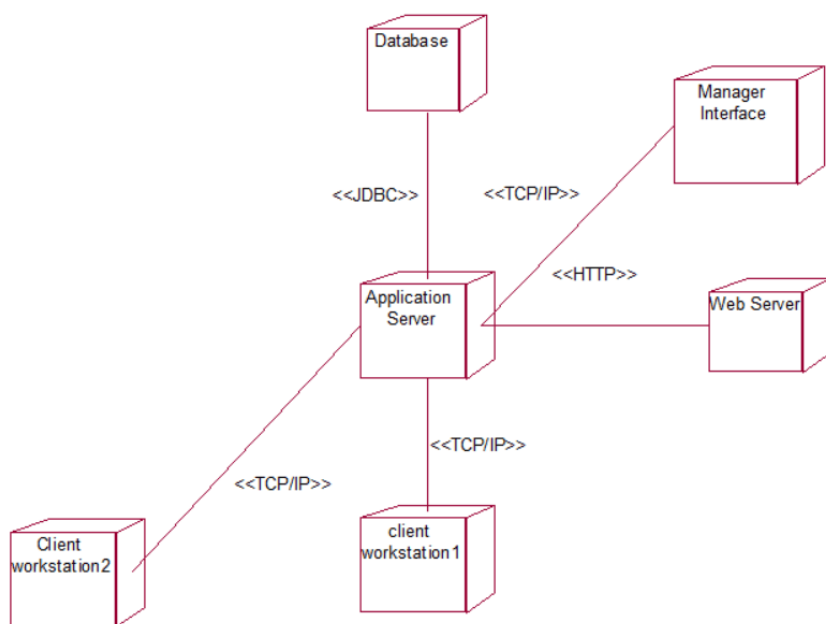 Database
Manager
Interface
<<JDBC>>
<<TCP/IP>>
<<HTTP>>
Application
Server
Web Server
<<TCP/IP>>
<<TCP/IP>>
client
workstation1
Client
workstation2